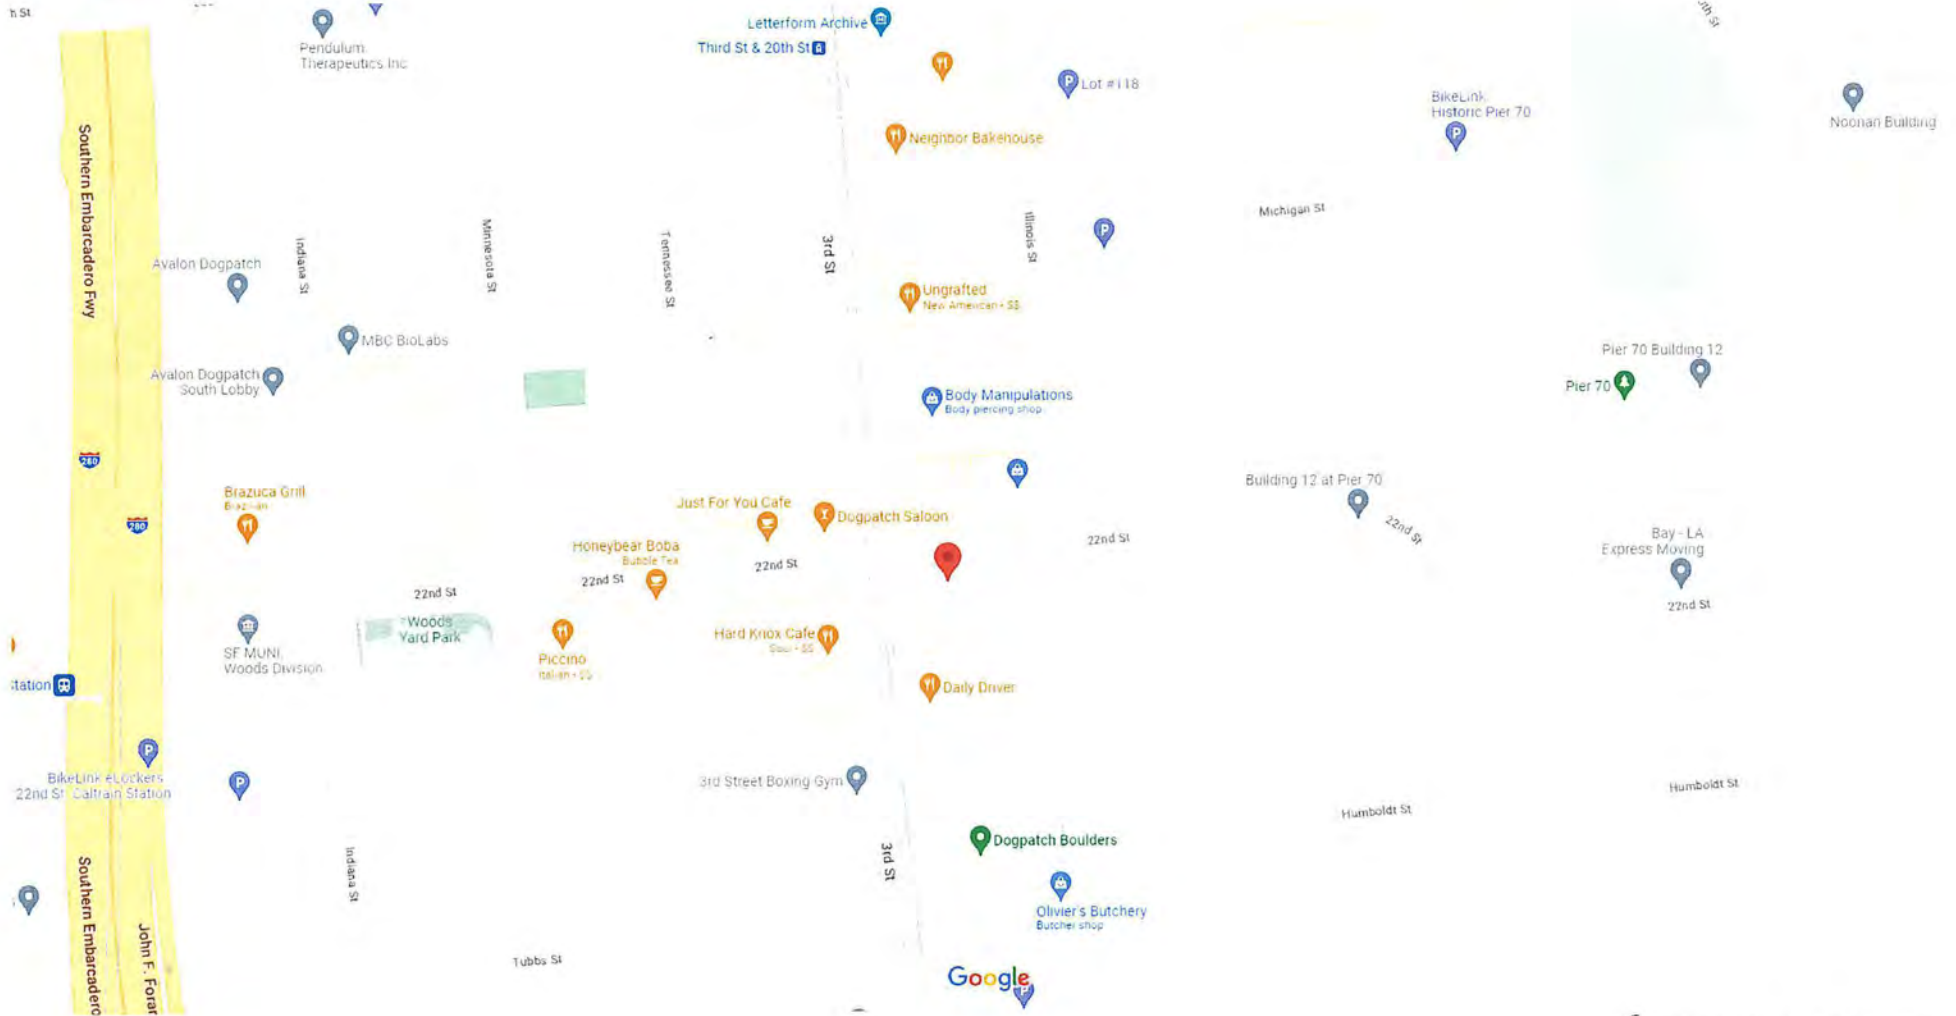 h St
Pendulum
Therapeutics Inc
Letterform Archive
Third St & 20th St
Lot #118
BikeLink,
Historic Pier 70
Noonan Building
Southern Embarcadero Fwy
Neighbor Bakehouse
Michigan St
Indiana St
Minnesota St
Tennessee St
3rd St
Illinois St
Avalon Dogpatch
Ungrafted
New American • $$
MBC BioLabs
Avalon Dogpatch
South Lobby
Body Manipulations
Body piercing shop
Pier 70 Building 12
Pier 70
280
280
Brazuca Grill
Brazilian
Just For You Cafe
Dogpatch Saloon
Building 12 at Pier 70
22nd St
22nd St
Bay - LA
Express Moving
22nd St
Honeybear Boba
Bubble Tea
22nd St
22nd St
22nd St
Woods
Yard Park
SF MUNI,
Woods Division
Piccino
Italian • $$
Hard Knox Cafe
Soul • $$
Daily Driver
tation
BikeLink eLockers
22nd St. Caltrain Station
3rd Street Boxing Gym
Humboldt St
Humboldt St
Dogpatch Boulders
Indiana St
3rd St
Olivier's Butchery
Butcher shop
Southern Embarcadero
John F. Foran
Tubbs St
Google